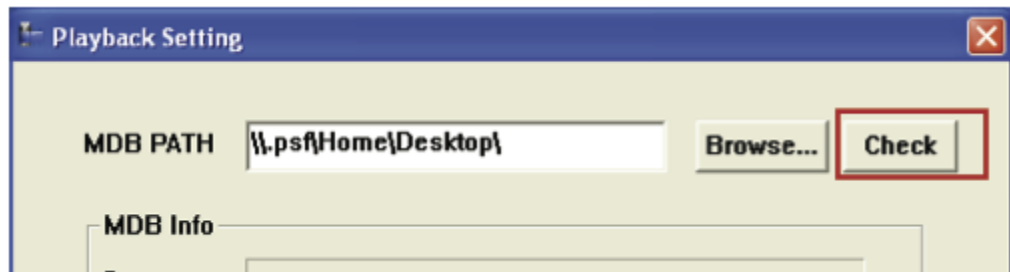 Playback Setting
MDB PATH \\.psf\Home\Desktop\ Browse... Check
MDB Info